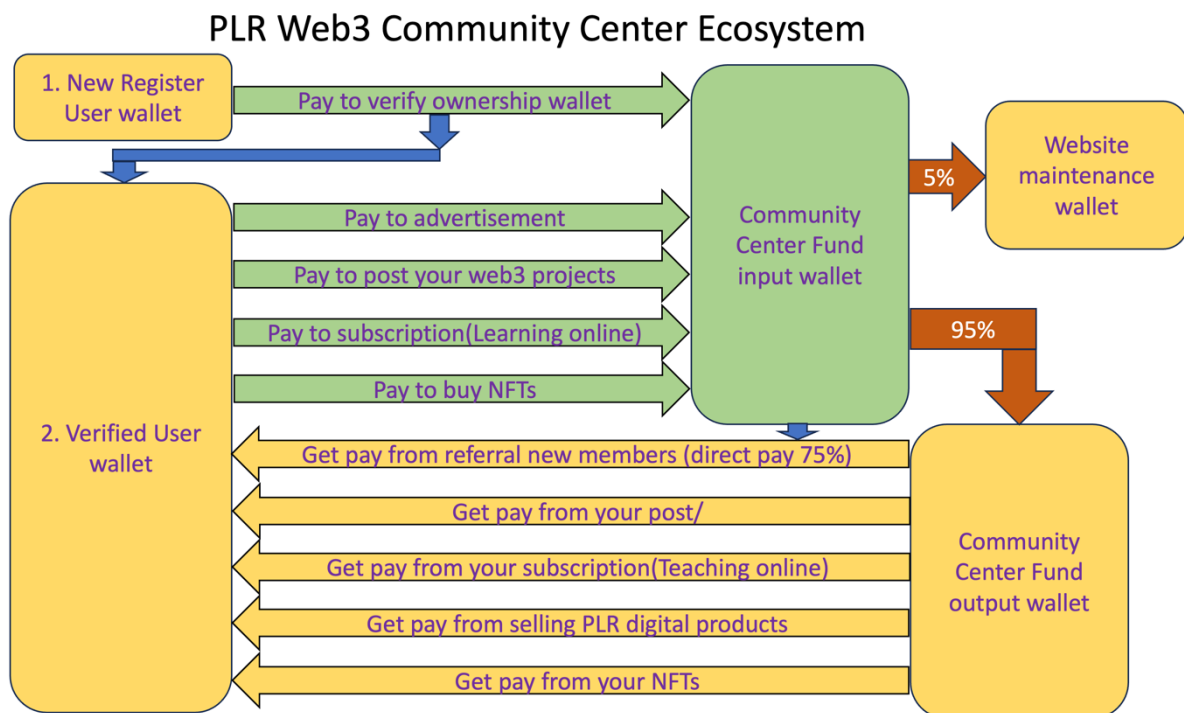 PLR Web3 Community Center Ecosystem
1. New Register
User wallet
Pay to verify ownership wallet
Website
maintenance
wallet
5%
Pay to advertisement
Community
Center Fund
input wallet
Pay to post your web3 projects
Pay to subscription(Learning online)
95%
Pay to buy NFTs
2. Verified User
wallet
Get pay from referral new members (direct pay 75%)
Get pay from your post/
Get pay from your subscription(Teaching online)
Community
Center Fund
output wallet
Get pay from selling PLR digital products
Get pay from your NFTs